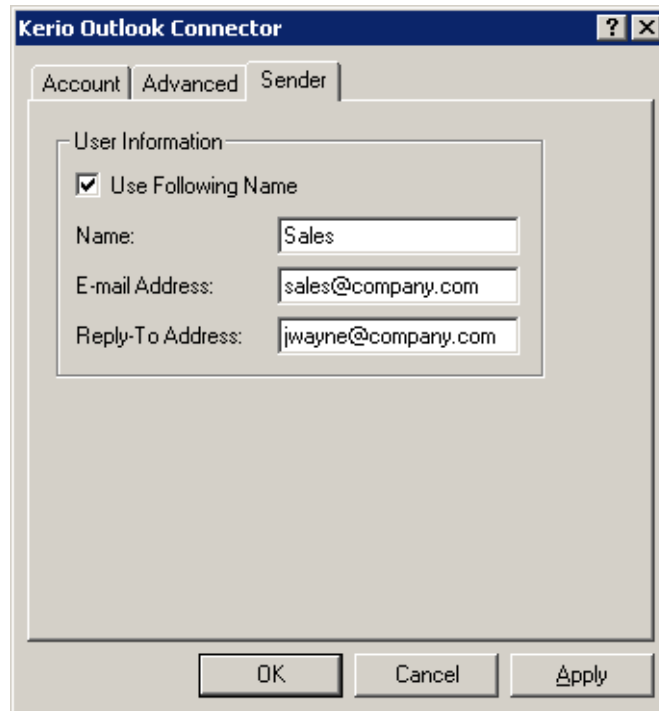 Kerio Outlook Connector
Account Advanced Sender
User Information
Use Following Name
Name: Sales
E-mail Address: sales@company.com
Reply-To Address: jwayne@company.com
OK Cancel Apply